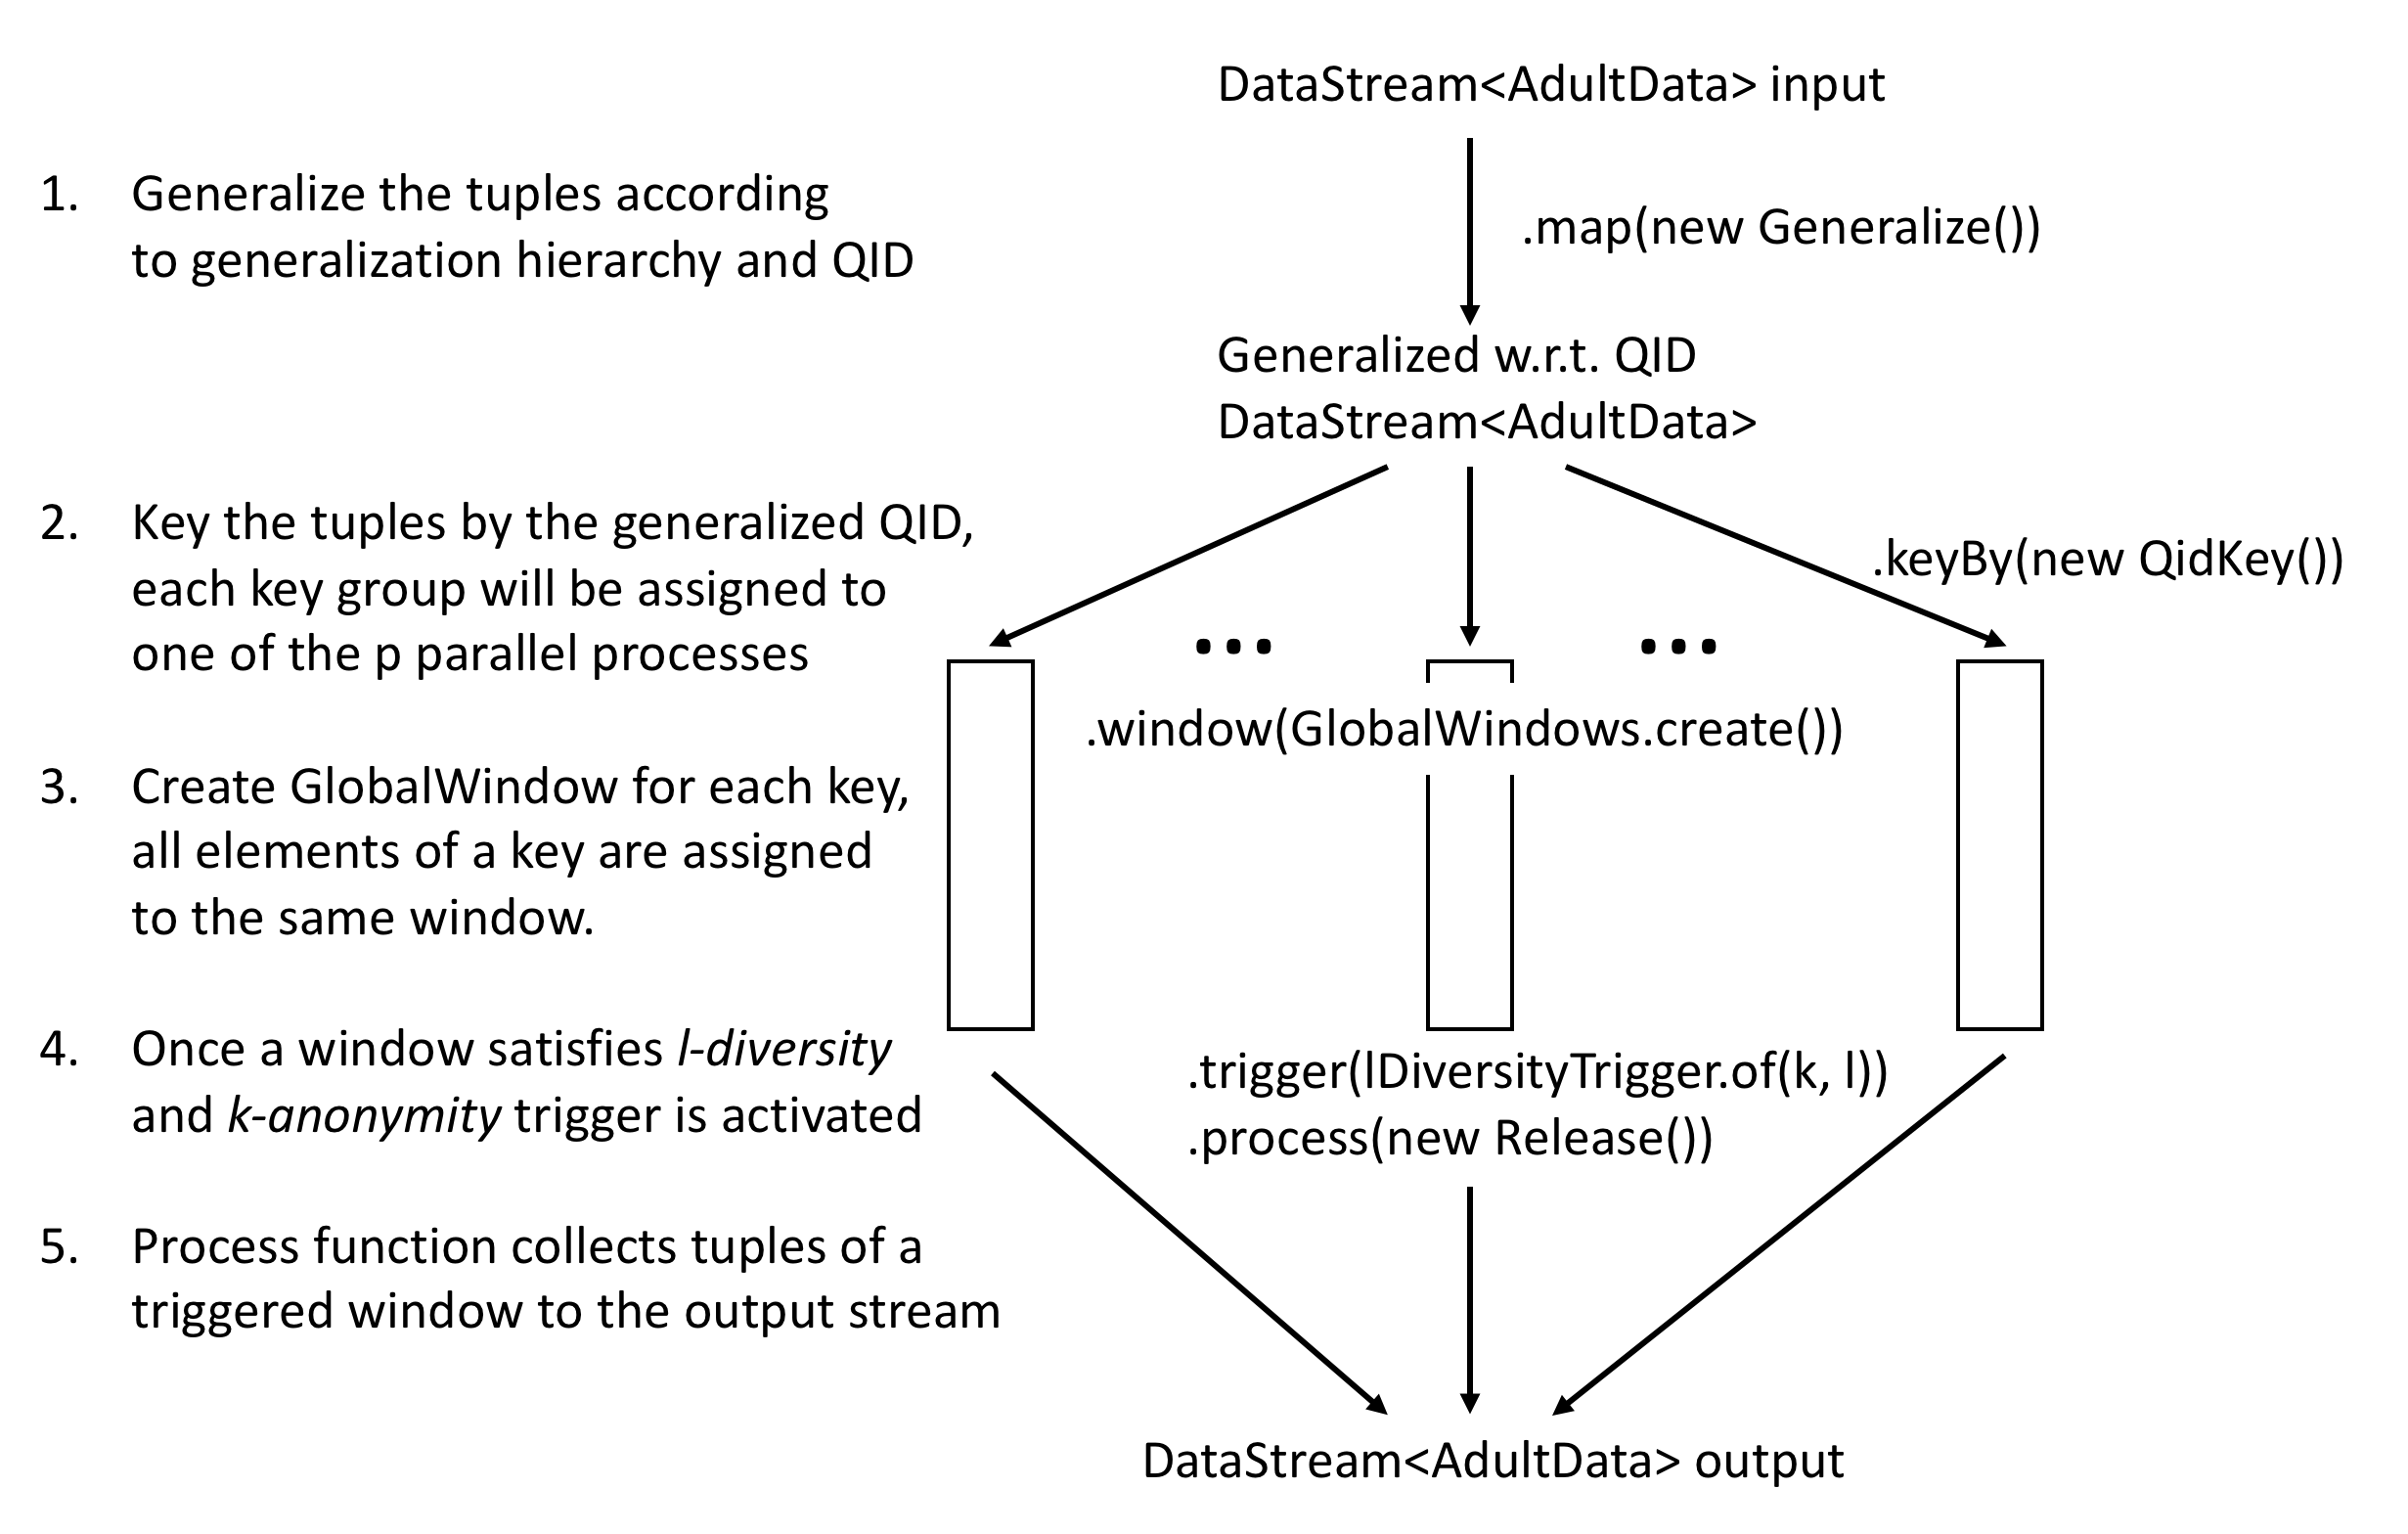 DataStream<AdultData> input
1. Generalize the tuples according
to generalization hierarchy and QID
.map(new Generalize())
Generalized w.r.t. QID
DataStream<AdultData>
2. Key the tuples by the generalized QID,
each key group will be assigned to
one of the p parallel processes
.keyBy(new QidKey())
... ...
.window(GlobalWindows.create())
3. Create GlobalWindow for each key,
all elements of a key are assigned
to the same window.
4. Once a window satisfies l-diversity
and k-anonymity trigger is activated
.trigger(lDiversityTrigger.of(k, l))
.process(new Release())
5. Process function collects tuples of a
triggered window to the output stream
DataStream<AdultData> output